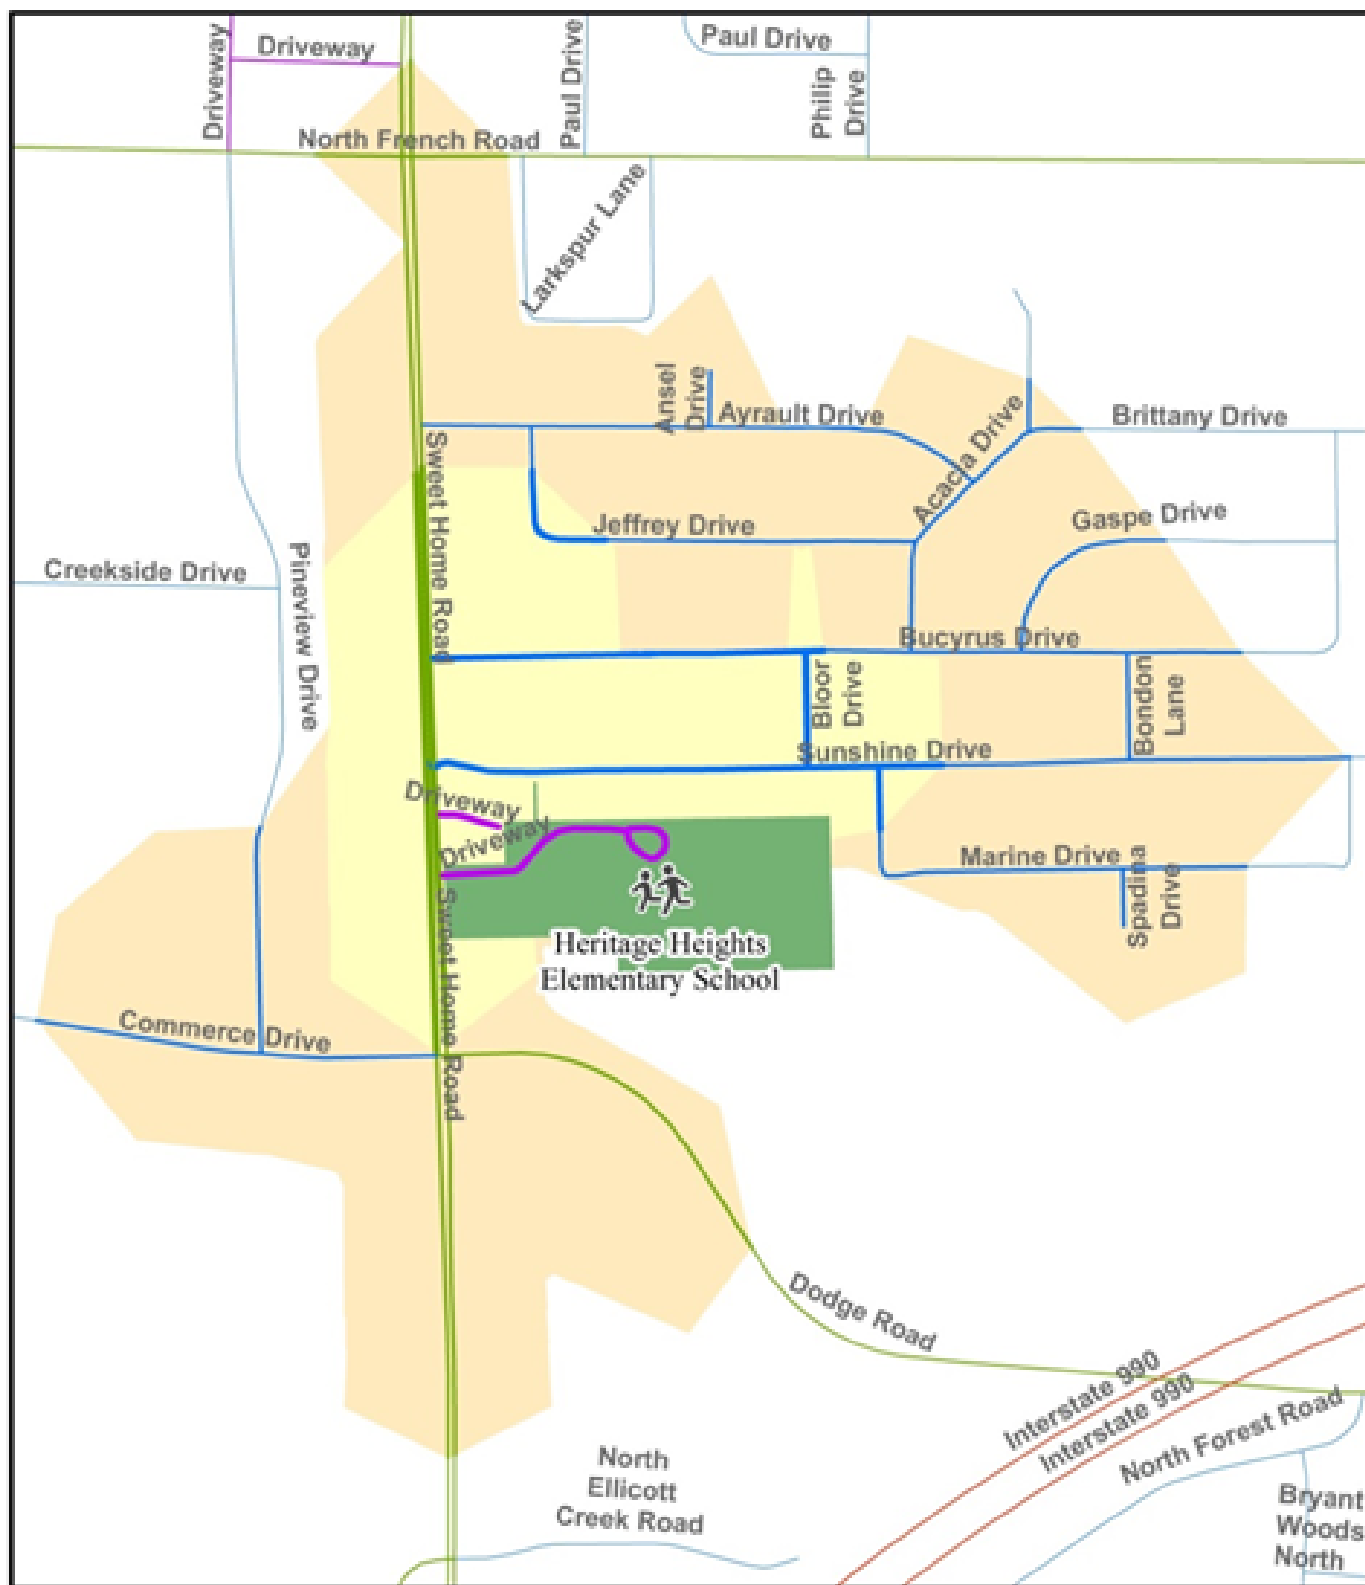 Driveway
Driveway
Paul Drive
Paul Drive
Philip
Drive
North French Road
Larkspur Lane
Ansel
Drive
Ayrault Drive
Acacia Drive
Brittany Drive
Sweet Home Road
Jeffrey Drive
Gaspe Drive
Creekside Drive
Pineview Drive
Bucyrus Drive
Bloor
Drive
Bondon
Lane
Sunshine Drive
Driveway
Driveway
Marine Drive
Spadina
Drive
Sweet Home Road
Heritage Heights
Elementary School
Commerce Drive
Dodge Road
Interstate 990
Interstate 990
North Forest Road
North
Ellicott
Creek Road
Bryant
Woods
North